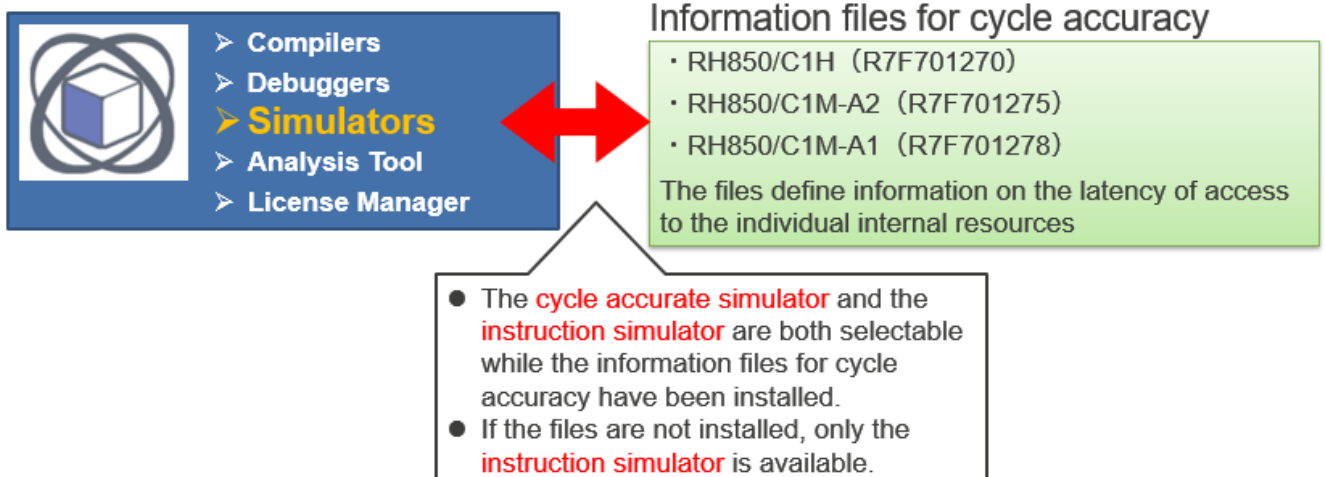 ➢ Compilers
➢ Debuggers
➢ Simulators
➢ Analysis Tool
➢ License Manager
Information files for cycle accuracy
・RH850/C1H（R7F701270）
・RH850/C1M-A2（R7F701275）
・RH850/C1M-A1（R7F701278）
The files define information on the latency of access
to the individual internal resources
● The cycle accurate simulator and the
instruction simulator are both selectable
while the information files for cycle
accuracy have been installed.
● If the files are not installed, only the
instruction simulator is available.